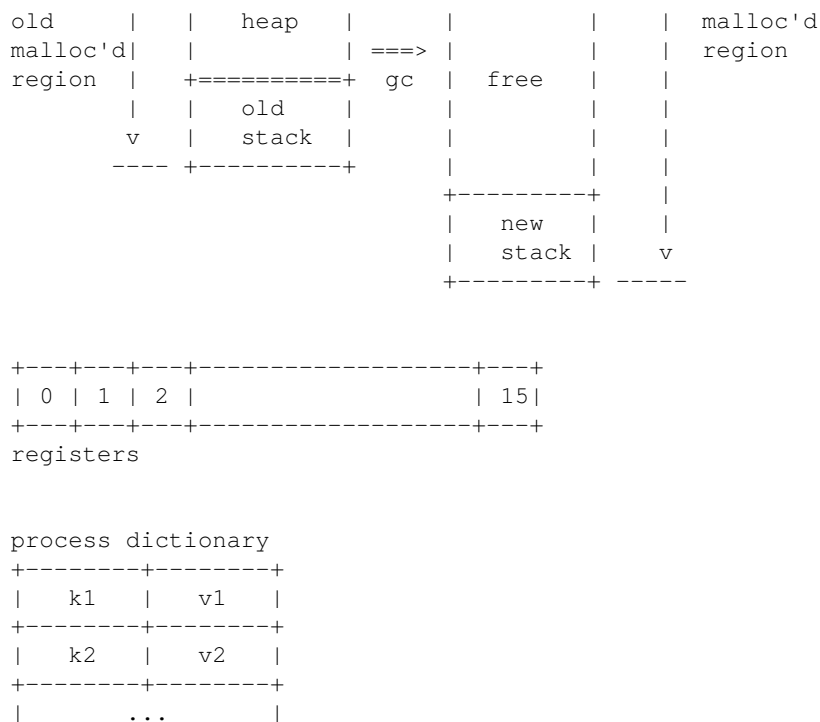 old       |  |   heap   |      |         |    |  malloc'd
malloc'd|    |          | ===> |         |    |  region
region  |    +==========+  gc  |  free   |    |
        |    |   old    |      |         |    |
        v    |   stack  |      |         |    |
       ----  +----------+      |         |    |
                               +---------+    |
                               |   new   |    |
                               |   stack |    v
                               +---------+ -----
+---+---+---+-------------------+---+
| 0 | 1 | 2 |                   | 15|
+---+---+---+-------------------+---+
registers
process dictionary
+--------+--------+
|   k1   |   v1   |
+--------+--------+
|   k2   |   v2   |
+--------+--------+
|       ...       |